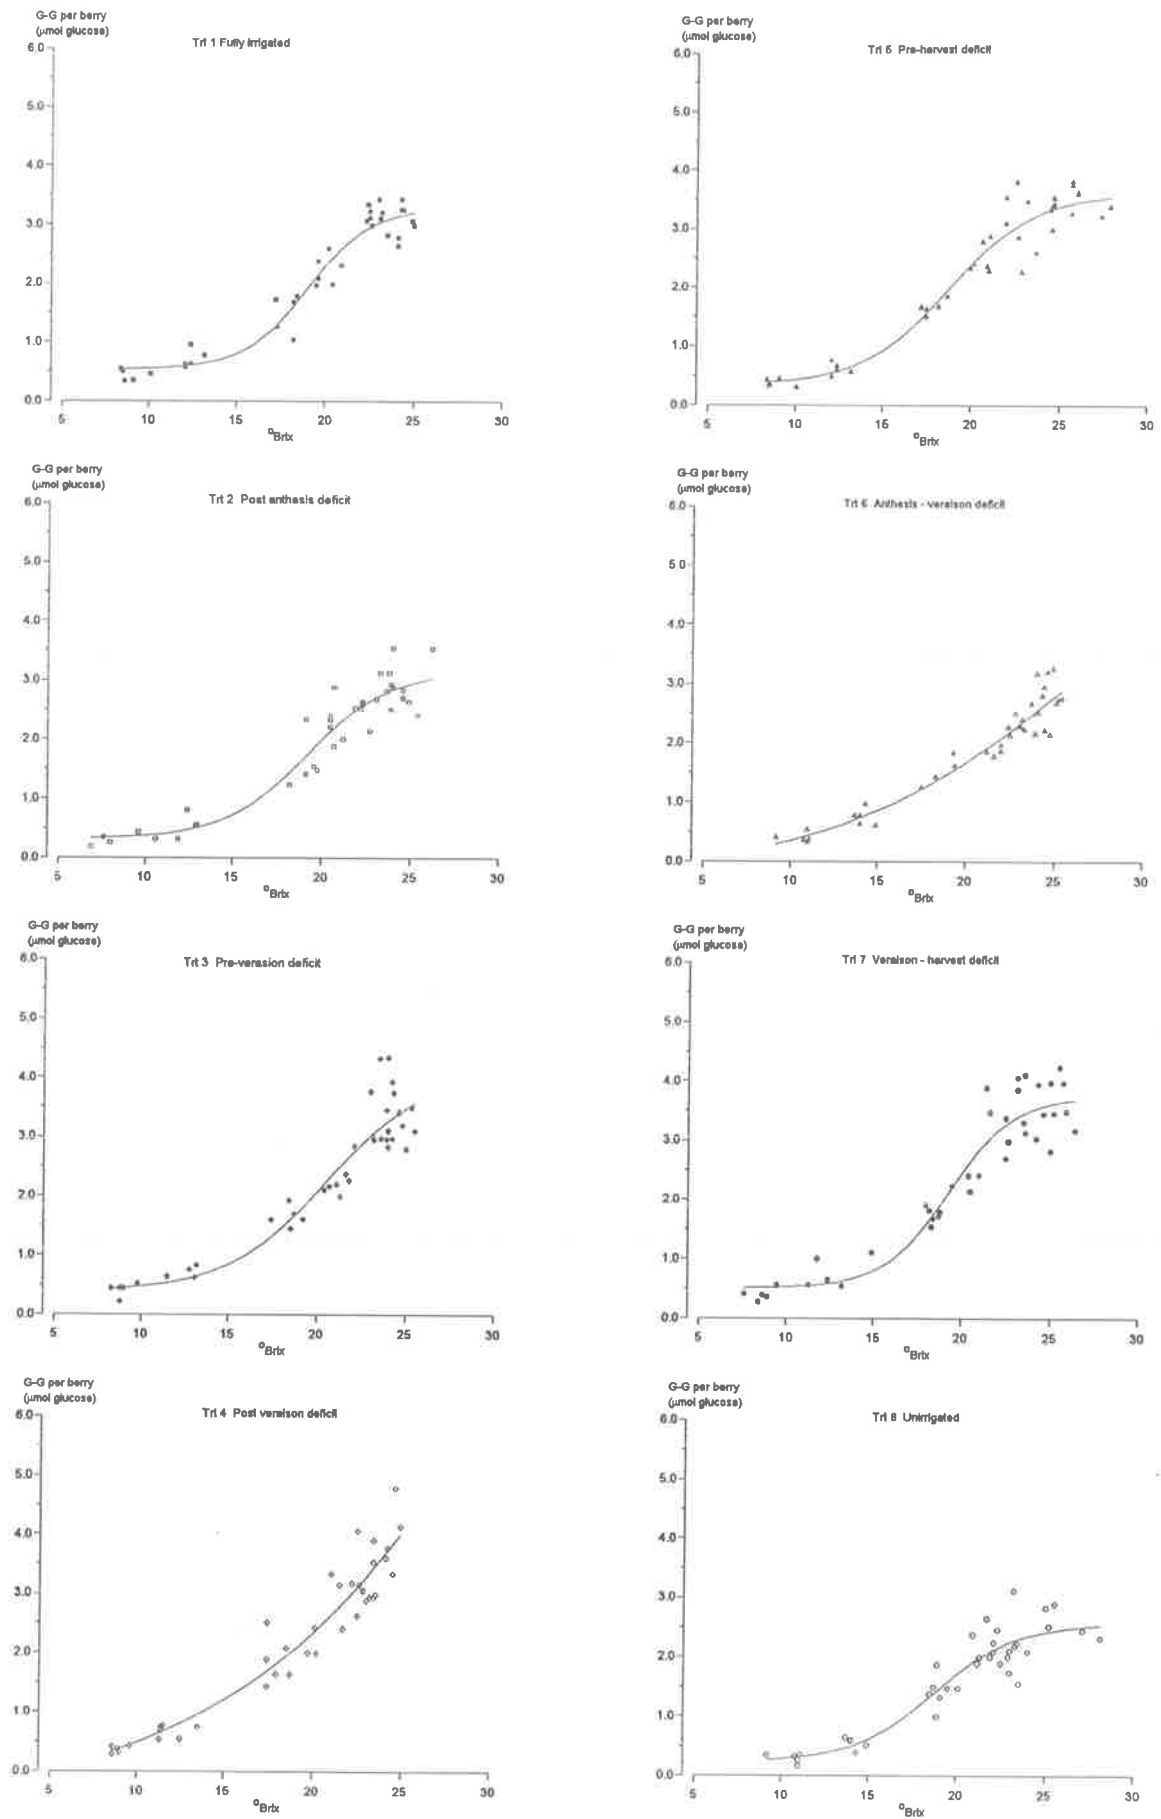 G-G per berry
(µmol glucose)
Trt 1 Fully irrigated
6.0
5.0
4.0
3.0
2.0
1.0
0.0
5 10 15 20 25 30
°Brix
G-G per berry
(µmol glucose)
Trt 5 Pre-harvest deficit
6.0
5.0
4.0
3.0
2.0
1.0
0.0
5 10 15 20 25 30
°Brix
G-G per berry
(µmol glucose)
Trt 2 Post anthesis deficit
6.0
5.0
4.0
3.0
2.0
1.0
0.0
5 10 15 20 25 30
°Brix
G-G per berry
(µmol glucose)
Trt 6 Anthesis - veraison deficit
6.0
5.0
4.0
3.0
2.0
1.0
0.0
5 10 15 20 25 30
°Brix
G-G per berry
(µmol glucose)
Trt 3 Pre-verasion deficit
6.0
5.0
4.0
3.0
2.0
1.0
0.0
5 10 15 20 25 30
°Brix
G-G per berry
(µmol glucose)
Trt 7 Veraison - harvest deficit
6.0
5.0
4.0
3.0
2.0
1.0
0.0
5 10 15 20 25 30
°Brix
G-G per berry
(µmol glucose)
Trt 4 Post veraison deficit
6.0
5.0
4.0
3.0
2.0
1.0
0.0
5 10 15 20 25 30
°Brix
G-G per berry
(µmol glucose)
Trt 8 Unirrigated
6.0
5.0
4.0
3.0
2.0
1.0
0.0
5 10 15 20 25 30
°Brix